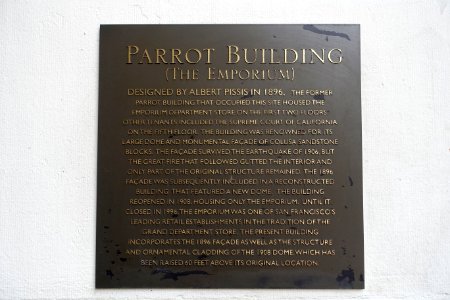 PARROT BUILDING
(THE EMPORIUM)
DESIGNED BY ALBERT PISSIS IN 1896. THE FORMER
PARROT BUILDING THAT OCCUPIED THIS SITE HOUSED THE
EMPORIUM DEPARTMENT STORE ON THE FIRST TWO FLOORS.
OTHER TENANTS INCLUDED THE SUPREME COURT OF CALIFORNIA
ON THE FIFTH FLOOR. THE BUILDING WAS RENOWNED FOR ITS
LARGE DOME AND MONUMENTAL FAÇADE OF COLUSA SANDSTONE
BLOCKS. THE FACADE SURVIVED THE EARTHQUAKE OF 1906, BUT
THE GREAT FIRE THAT FOLLOWED GUTTED THE INTERIOR AND
ONLY PART OF THE ORIGINAL STRUCTURE REMAINED. THE 1896
FAÇADE WAS SUBSEQUENTLY INCLUDED IN A RECONSTRUCTED
BUILDING THAT FEATURED A NEW DOME. THE BUILDING
REOPENED IN 1908, HOUSING ONLY THE EMPORIUM. UNTIL IT
CLOSED IN 1996, THE EMPORIUM WAS ONE OF SAN FRANCISCO'S
LEADING RETAIL ESTABLISHMENTS IN THE TRADITION OF THE
GRAND DEPARTMENT STORE. THE PRESENT BUILDING
INCORPORATES THE 1896 FAÇADE AS WELL AS THE STRUCTURE
AND ORNAMENTAL CLADDING OF THE 1908 DOME, WHICH HAS
BEEN RAISED 60 FEET ABOVE ITS ORIGINAL LOCATION.